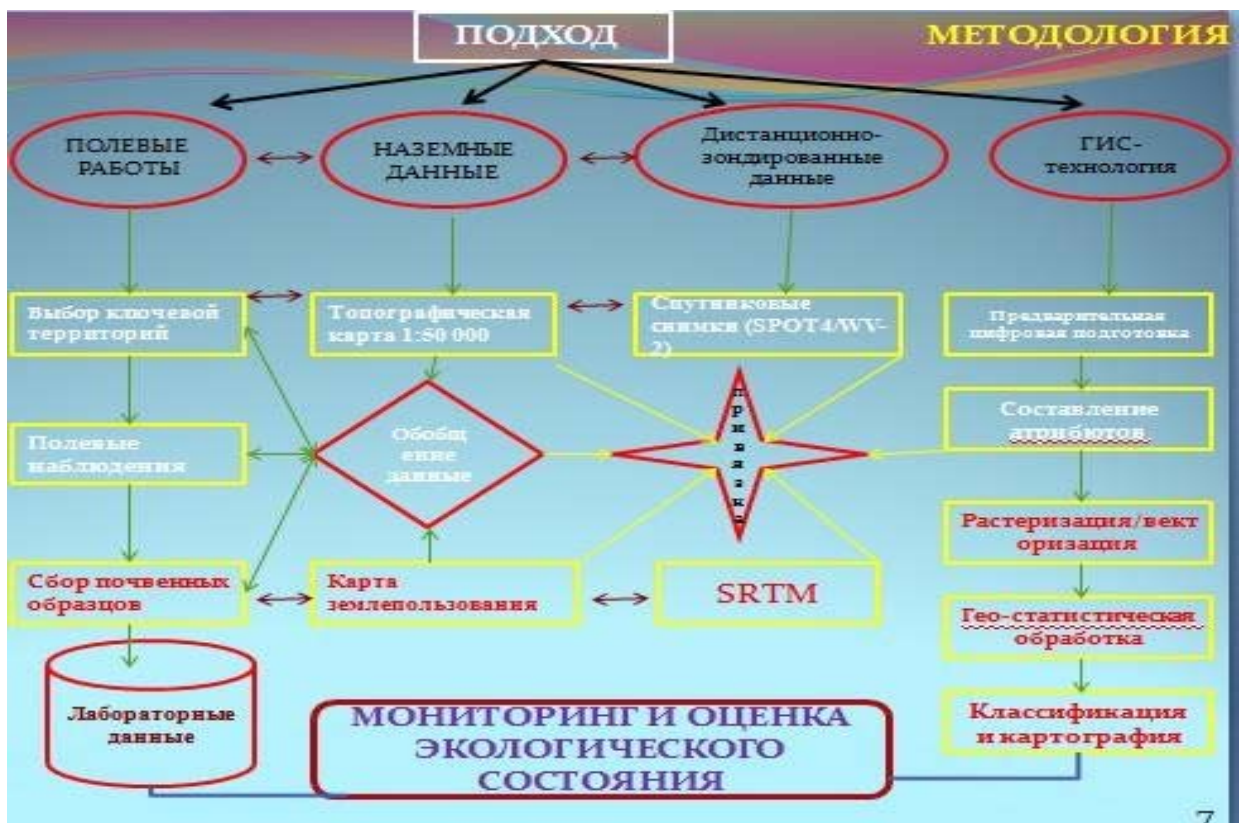 ПОДХОД
МЕТОДОЛОГИЯ
ПОЛЕВЫЕ
РАБОТЫ
НАЗЕМНЫЕ
ДАННЫЕ
Дистанционно-
зондированные
данные
ГИС-
технология
Выбор ключевой
территорий
Топографическая
карта 1:50 000
Спутниковые
снимки (SPOT4/WV-
2)
Предварительная
цифровая подготовка
Полевые
наблюдения
Обобщ
ение
данные
привязка
Составление
атрибютов
Растеризация/вект
оризация
Сбор почвенных
образцов
Карта
землепользования
SRTM
Гео-статистическая
обработка
Лабораторные
данные
МОНИТОРИНГ И ОЦЕНКА
ЭКОЛОГИЧЕСКОГО
СОСТОЯНИЯ
Классификация
и картография
7